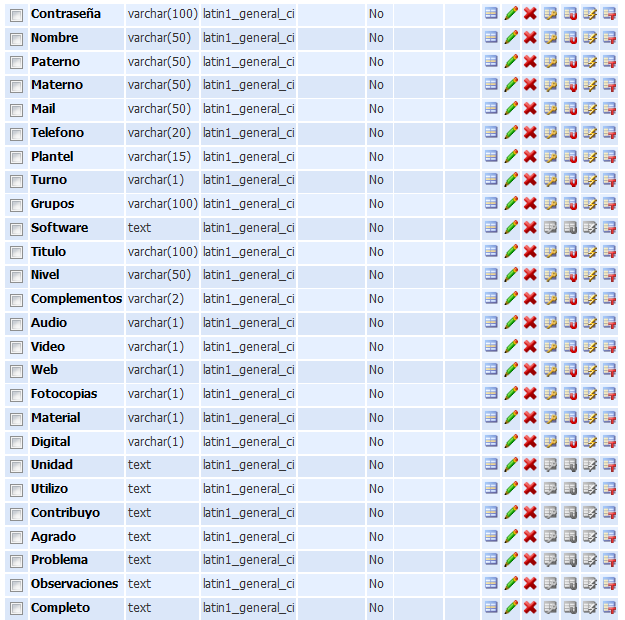 Contraseña varchar(100) latin1_general_ci No
Nombre varchar(50) latin1_general_ci No
Paterno varchar(50) latin1_general_ci No
Materno varchar(50) latin1_general_ci No
Mail varchar(50) latin1_general_ci No
Telefono varchar(20) latin1_general_ci No
Plantel varchar(15) latin1_general_ci No
Turno varchar(1) latin1_general_ci No
Grupos varchar(100) latin1_general_ci No
Software text latin1_general_ci No
Titulo varchar(100) latin1_general_ci No
Nivel varchar(50) latin1_general_ci No
Complementos varchar(2) latin1_general_ci No
Audio varchar(1) latin1_general_ci No
Video varchar(1) latin1_general_ci No
Web varchar(1) latin1_general_ci No
Fotocopias varchar(1) latin1_general_ci No
Material varchar(1) latin1_general_ci No
Digital varchar(1) latin1_general_ci No
Unidad text latin1_general_ci No
Utilizo text latin1_general_ci No
Contribuyo text latin1_general_ci No
Agrado text latin1_general_ci No
Problema text latin1_general_ci No
Observaciones text latin1_general_ci No
Completo text latin1_general_ci No